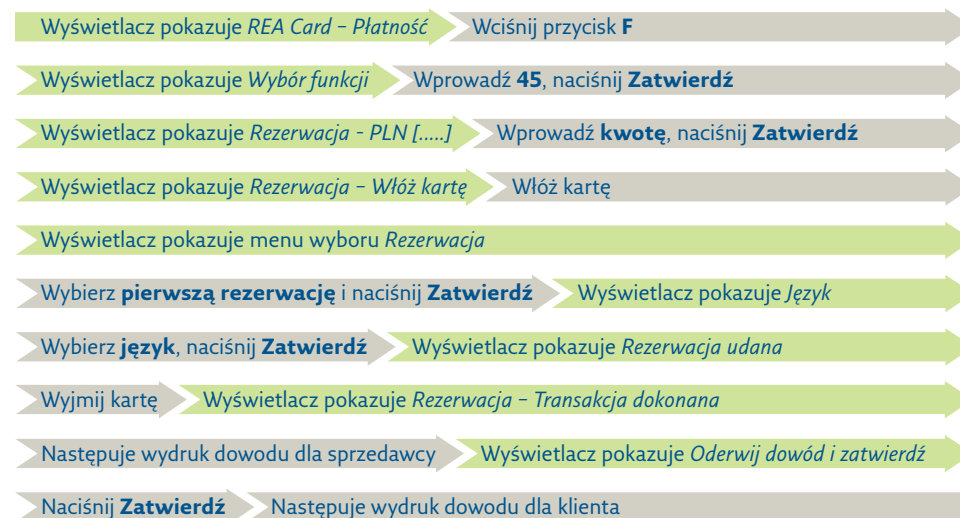 Wyświetlacz pokazuje REA Card – Płatność Wciśnij przycisk F
Wyświetlacz pokazuje Wybór funkcji Wprowadź 45, naciśnij Zatwierdź
Wyświetlacz pokazuje Rezerwacja - PLN [.....] Wprowadź kwotę, naciśnij Zatwierdź
Wyświetlacz pokazuje Rezerwacja – Włóż kartę Włóż kartę
Wyświetlacz pokazuje menu wyboru Rezerwacja
Wybierz pierwszą rezerwację i naciśnij Zatwierdź Wyświetlacz pokazuje Język
Wybierz język, naciśnij Zatwierdź Wyświetlacz pokazuje Rezerwacja udana
Wyjmij kartę Wyświetlacz pokazuje Rezerwacja – Transakcja dokonana
Następuje wydruk dowodu dla sprzedawcy Wyświetlacz pokazuje Oderwij dowód i zatwierdź
Naciśnij Zatwierdź Następuje wydruk dowodu dla klienta